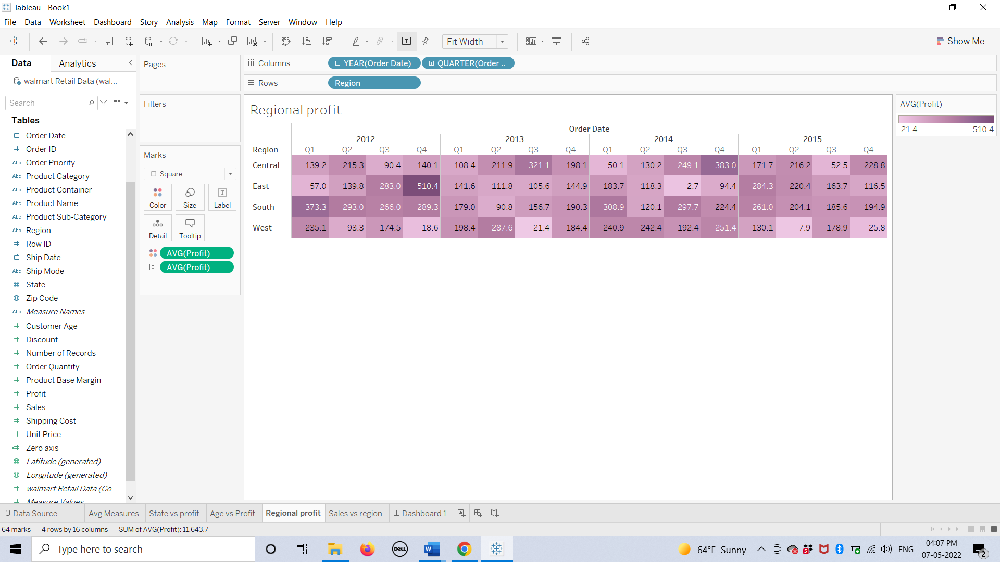 Tableau - Book1
File Data Worksheet Dashboard Story Analysis Map Format Server Window Help
Fit Width
Show Me
Data Analytics
walmart Retail Data (wal...
Search
Tables
Order Date
Order ID
Abc Order Priority
Abc Product Category
Abc Product Container
Abc Product Name
Abc Product Sub-Category
Abc Region
Row ID
Ship Date
Abc Ship Mode
State
Zip Code
Abc Measure Names
Customer Age
Discount
Number of Records
Order Quantity
Product Base Margin
Profit
Sales
Shipping Cost
Unit Price
Zero axis
Latitude (generated)
Longitude (generated)
walmart Retail Data (Co...
Measure Values
Pages
Filters
Marks
Square
Color Size Label
Detail Tooltip
AVG(Profit)
AVG(Profit)
Columns YEAR(Order Date) QUARTER(Order ..
Rows Region
Regional profit
Order Date
2012 2013 2014 2015
Region Q1 Q2 Q3 Q4 Q1 Q2 Q3 Q4 Q1 Q2 Q3 Q4 Q1 Q2 Q3 Q4
Central 139.2 215.3 90.4 140.1 108.4 211.9 321.1 198.1 50.1 130.2 249.1 383.0 171.7 216.2 52.5 228.8
East 57.0 139.8 283.0 510.4 141.6 111.8 105.6 144.9 183.7 118.3 2.7 94.4 284.3 220.4 163.7 116.5
South 373.3 293.0 266.0 289.3 179.0 90.8 156.7 190.3 308.9 120.1 297.7 224.4 261.0 204.1 185.6 194.9
West 235.1 93.3 174.5 18.6 198.4 287.6 -21.4 184.4 240.9 242.4 192.4 251.4 130.1 -7.9 178.9 25.8
AVG(Profit)
-21.4 510.4
Data Source Avg Measures State vs profit Age vs Profit Regional profit Sales vs region Dashboard 1
64 marks 4 rows by 16 columns SUM of AVG(Profit): 11,643.7
Type here to search
DELL
W
5
64°F Sunny
ENG
04:07 PM
07-05-2022
2